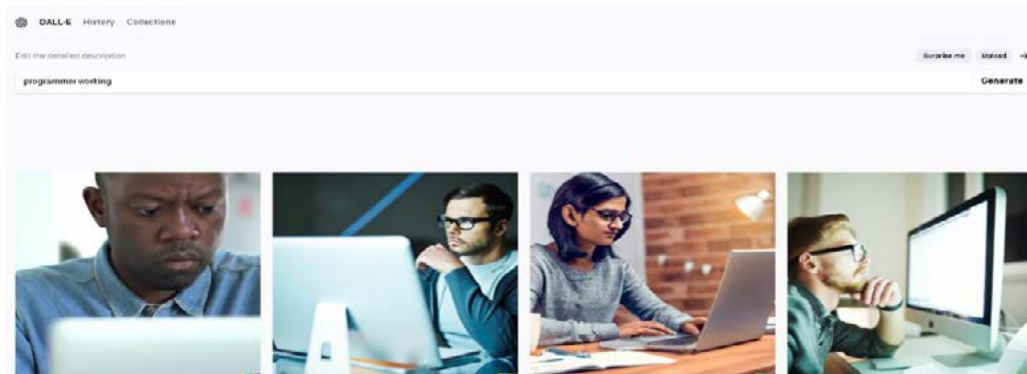 DALL·E History Collections
Edit the detailed description
Surprise me Upload →
programmer working
Generate